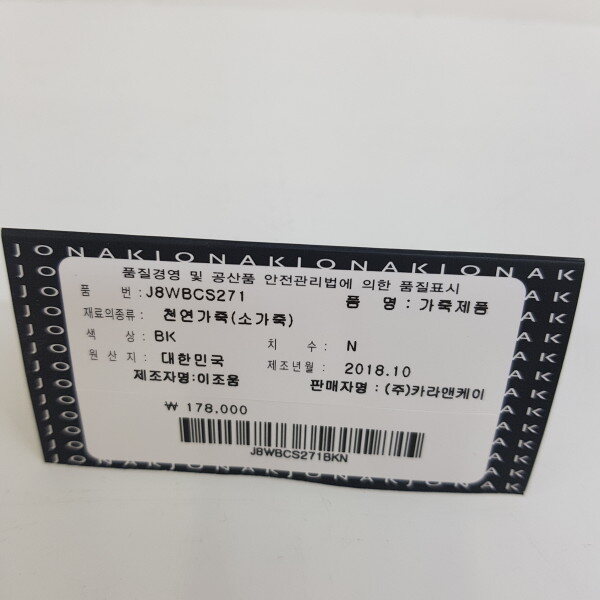 JONAKIJONAKIJONAKIJONAK
품질경영 및 공산품 안전관리법에 의한 품질표시
품 번 : J8WBCS271 품 명 : 가죽제품
재료의종류 : 천연가죽(소가죽)
색 상 : BK 치 수 : N
원 산 지 : 대한민국 제조년월 : 2018.10
제조자명:이조움 판매자명 : (주)카라앤케이
₩ 178,000
J8WBCS271BKN